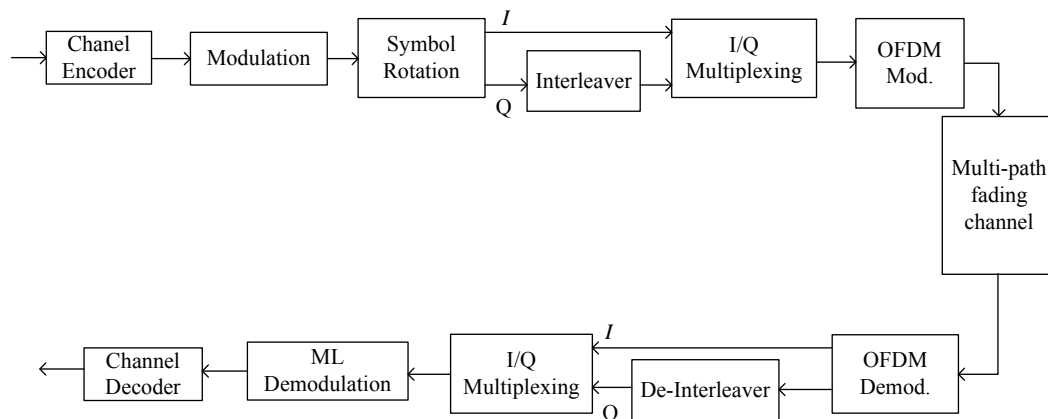 Chanel
Encoder
Modulation
Symbol
Rotation
I
Q
Interleaver
I/Q
Multiplexing
OFDM
Mod.
Multi-path
fading
channel
OFDM
Demod.
I
De-Interleaver
Q
I/Q
Multiplexing
ML
Demodulation
Channel
Decoder